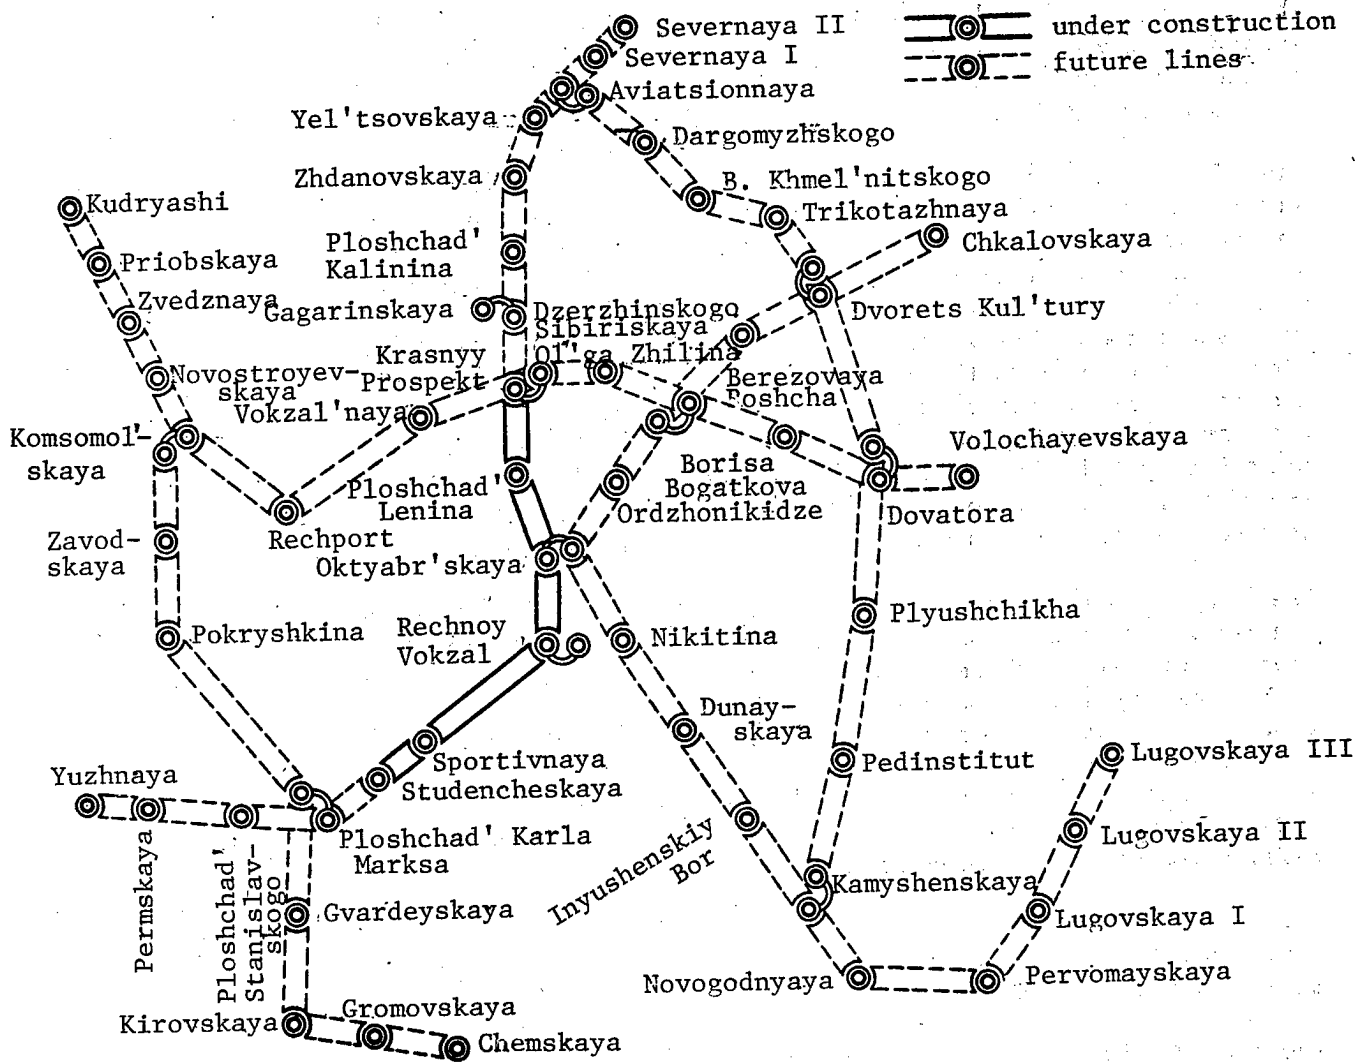 Severnaya II
under construction
Severnaya I
future lines
Aviatsionnaya
Yel'tsovskaya
Dargomyzhskogo
Zhdanovskaya
B. Khmel'nitskogo
Kudryashi
Trikotazhnaya
Chkalovskaya
Ploshchad'
Kalinina
Priobskaya
Zvedznaya
Gagarinskaya
Dzerzhinskogo
Sibiriskaya
Dvorets Kul'tury
Krasnyy
Prospekt
Ol'ga Zhilina
Novostroyev-
skaya
Berezovaya
Roshcha
Vokzal'naya
Komsomol'-
skaya
Volochayevskaya
Borisa
Bogatkova
Ploshchad'
Lenina
Ordzhonikidze
Dovatora
Zavod-
skaya
Rechport
Oktyabr'skaya
Plyushchikha
Pokryshkina
Rechnoy
Vokzal
Nikitina
Dunay-
skaya
Lugovskaya III
Pedinstitut
Sportivnaya
Studencheskaya
Yuzhnaya
Ploshchad' Karla
Marksa
Lugovskaya II
Inyushenskiy
Bor
Kamyshenskaya
Permskaya
Ploshchad'
Stanislav-
skogo
Gvardeyskaya
Lugovskaya I
Novogodnyaya
Pervomayskaya
Kirovskaya
Gromovskaya
Chemskaya